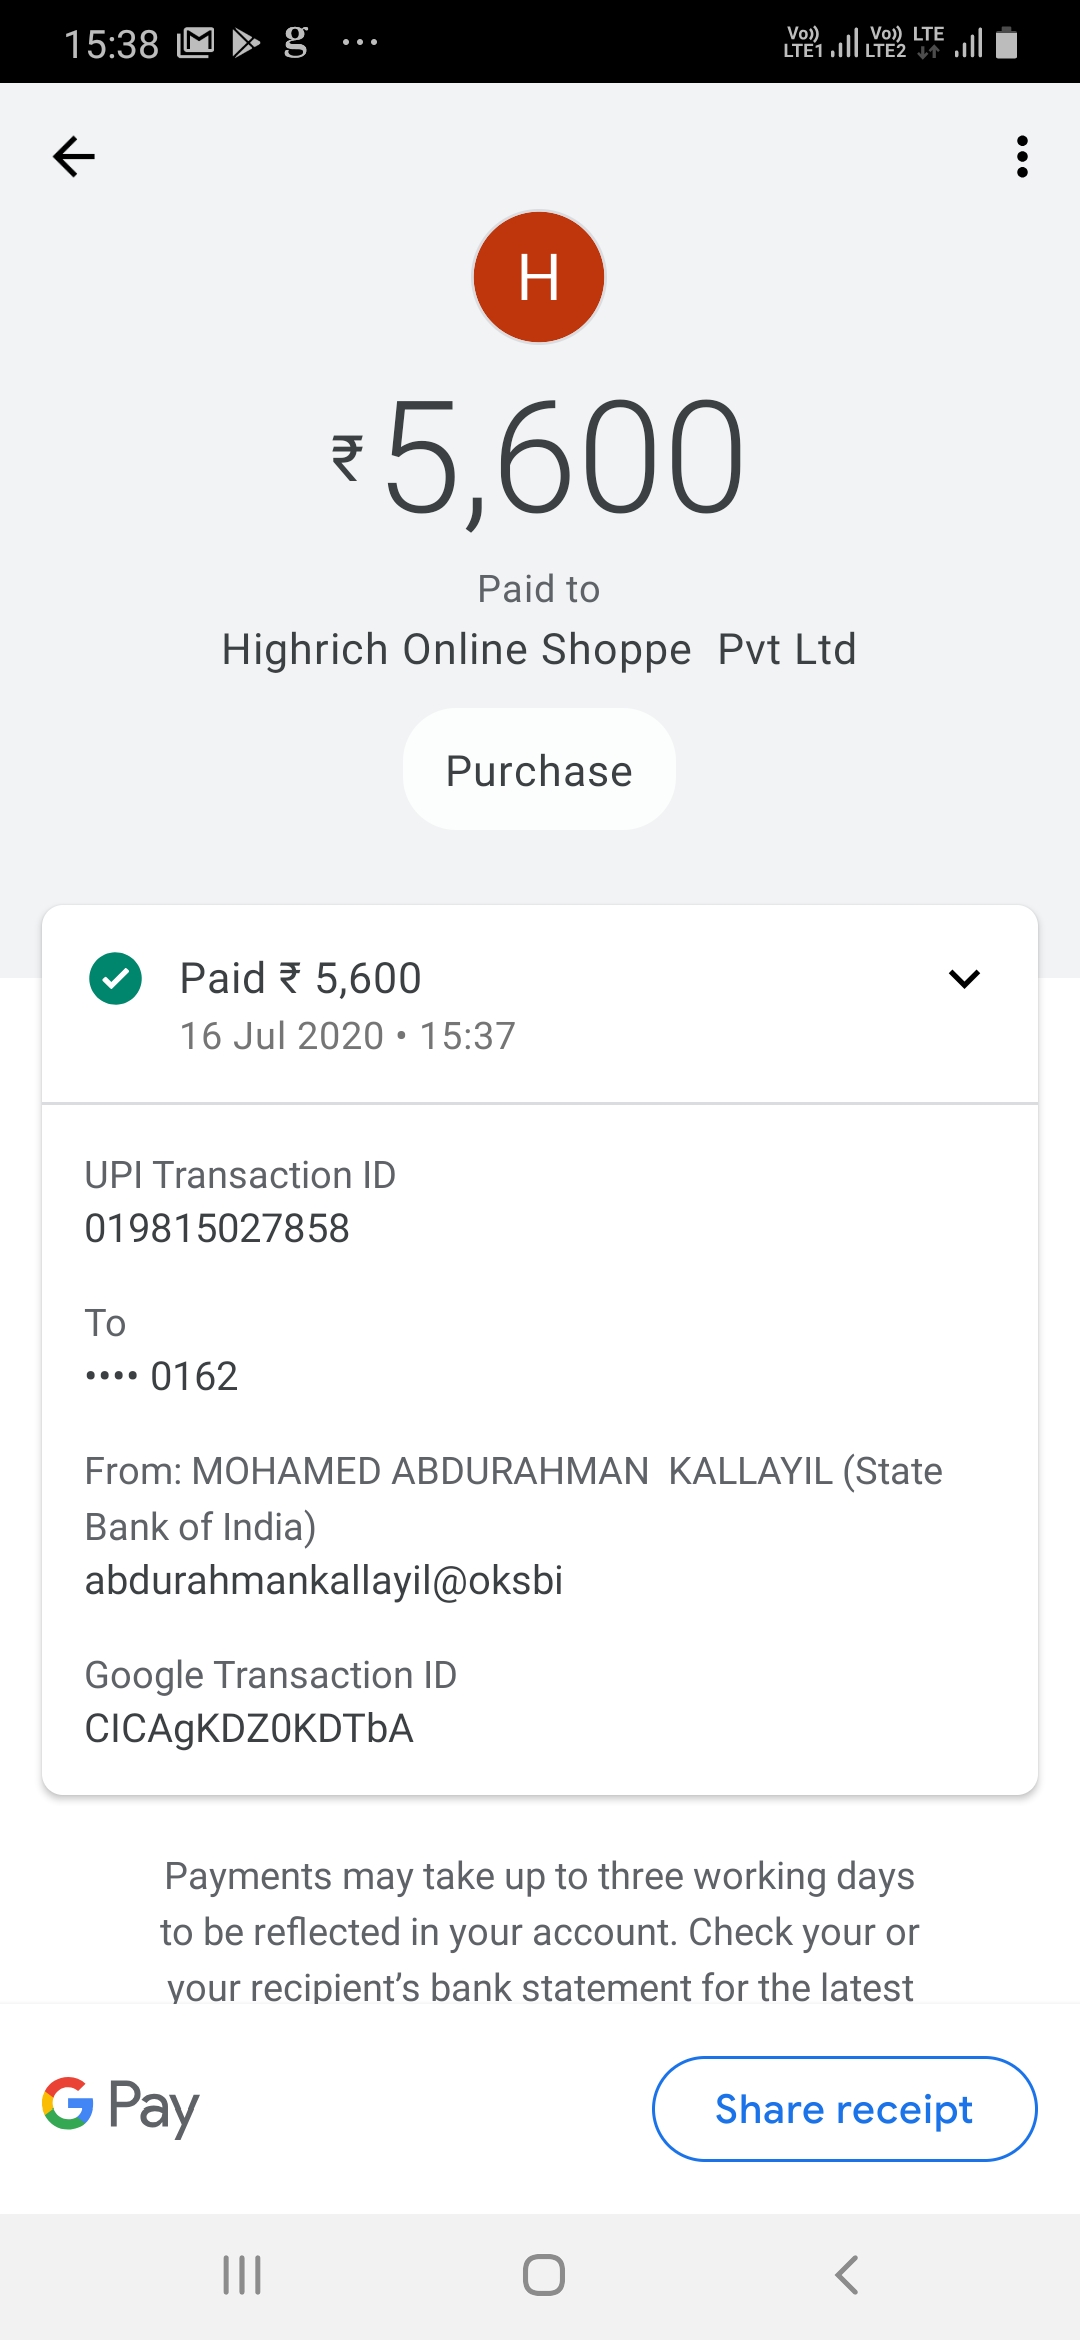 15:38 g ...
Vo)) LTE1 Vo)) LTE2 LTE
H
₹5,600
Paid to
Highrich Online Shoppe Pvt Ltd
Purchase
Paid ₹ 5,600
16 Jul 2020 • 15:37
UPI Transaction ID
019815027858
To
•••• 0162
From: MOHAMED ABDURAHMAN KALLAYIL (State
Bank of India)
abdurahmankallayil@oksbi
Google Transaction ID
CICAgKDZ0KDTbA
Payments may take up to three working days
to be reflected in your account. Check your or
your recipient's bank statement for the latest
G Pay
Share receipt